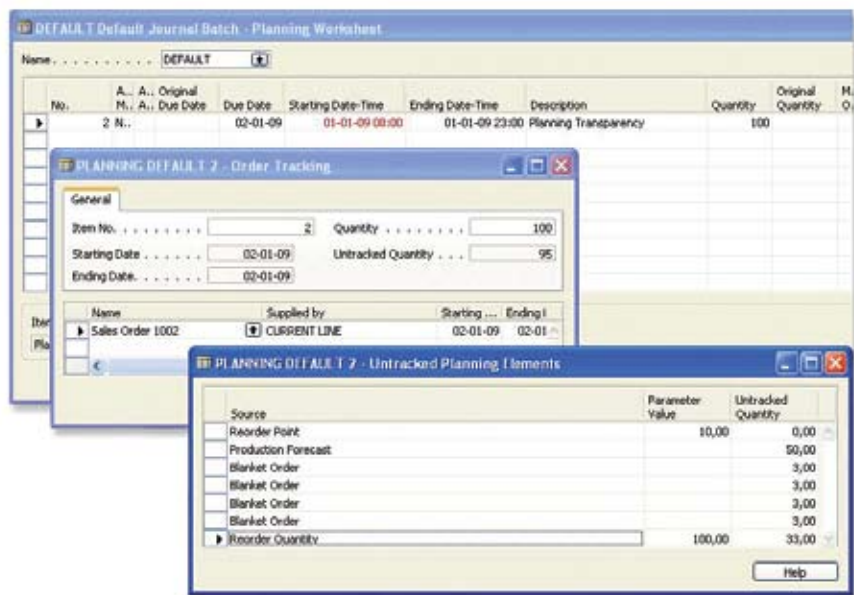 DEFAULT Default Journal Batch - Planning Worksheet
Name . . . . . . . . . . DEFAULT
A... A... Original Original M..
No. M.. A.. Due Date Due Date Starting Date-Time Ending Date-Time Description Quantity Quantity O..
2 N.. 02-01-09 01-01-09 08:00 01-01-09 23:00 Planning Transparency 100
PLANNING DEFAULT 2 - Order Tracking
General
Item No. . . . . . . . . 2 Quantity . . . . . . . . 100
Starting Date . . . . . . 02-01-09 Untracked Quantity . . . 95
Ending Date. . . . . . . 02-01-09
Name Supplied by Starting ... Ending
Sales Order 1002 CURRENT LINE 02-01-09 02-01
Pla
PLANNING DEFAULT 2 - Untracked Planning Elements
Parameter Untracked
Source Value Quantity
Reorder Point 10,00 0,00
Production Forecast 50,00
Blanket Order 3,00
Blanket Order 3,00
Blanket Order 3,00
Blanket Order 3,00
Reorder Quantity 100,00 33,00
Help